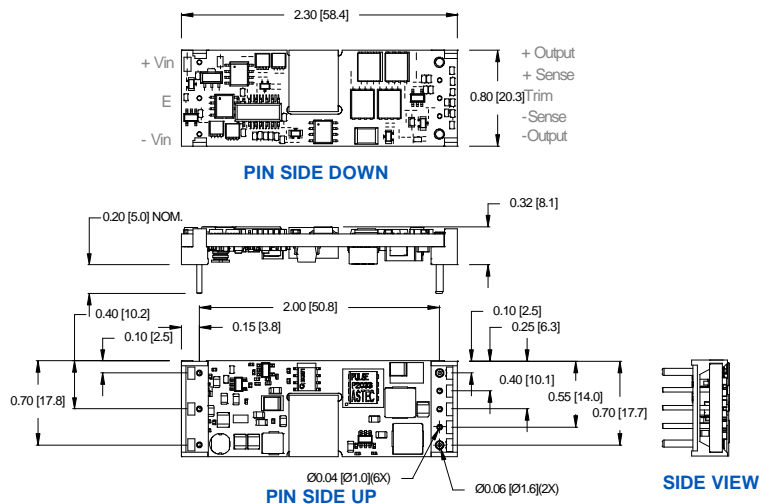 2.30 [58.4]
+ Vin
E
- Vin
+ Output
+ Sense
Trim
-Sense
-Output
0.80 [20.3]
PIN SIDE DOWN
0.20 [5.0] NOM.
0.32 [8.1]
0.40 [10.2]
0.10 [2.5]
2.00 [50.8]
0.15 [3.8]
0.10 [2.5]
0.25 [6.3]
0.40 [10.1]
0.55 [14.0]
0.70 [17.7]
0.70 [17.8]
PULSE
P2033
ASTEC
Ø0.04 [Ø1.0](6X)
Ø0.06 [Ø1.6](2X)
PIN SIDE UP
SIDE VIEW